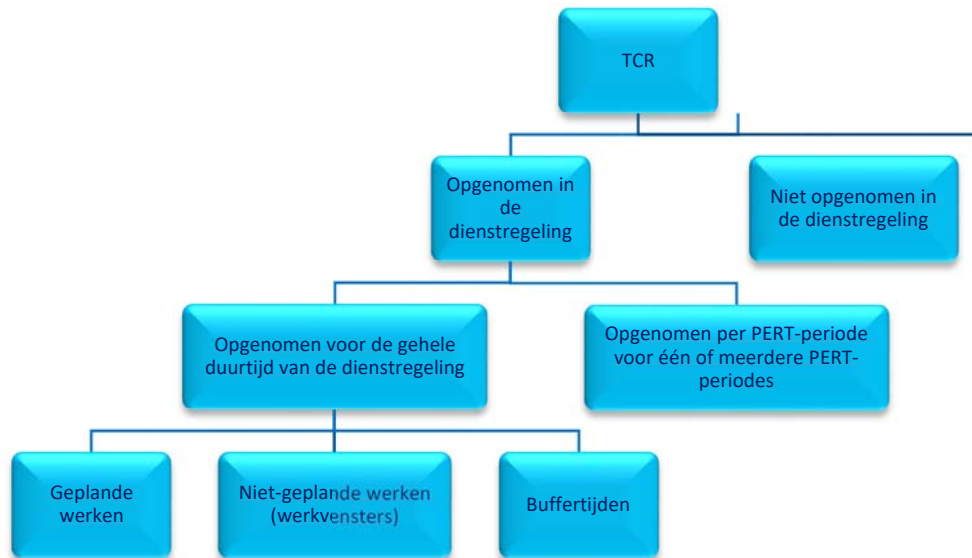 TCR
Opgenomen in
de
dienstregeling
Niet opgenomen in
de dienstregeling
Opgenomen voor de gehele
duurtijd van de dienstregeling
Opgenomen per PERT-periode
voor één of meerdere PERT-
periodes
Geplande
werken
Niet-geplande werken
(werkvensters)
Buffertijden